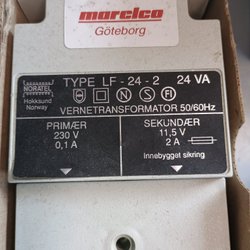 morelco
Göteborg
NORATEL
Hokksund
Norway
TYPE LF-24-2 24 VA
D N S FI
VERNETRANSFORMATOR 50/60Hz
PRIMÆR
230 V
0,1 A
SEKUNDÆR
11,5 V
2 A
Innebygget sikring